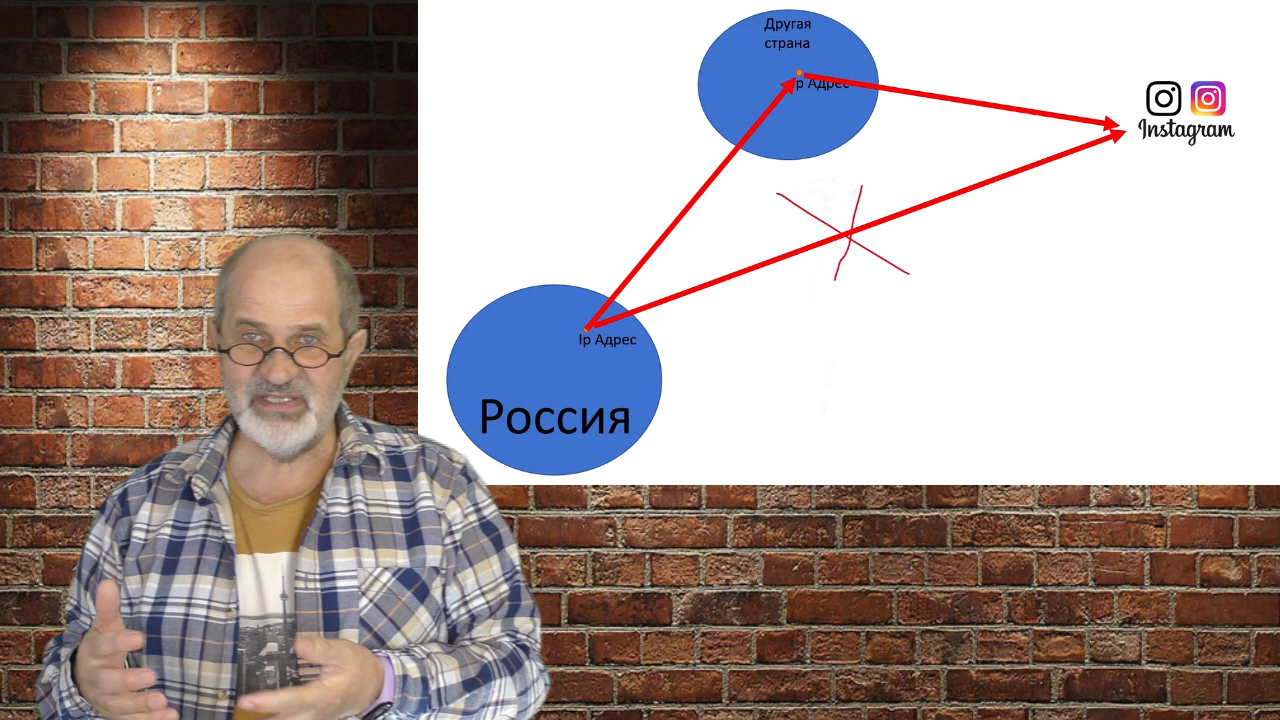 Другая
страна
Ip Адрес
Instagram
Ip Адрес
Россия